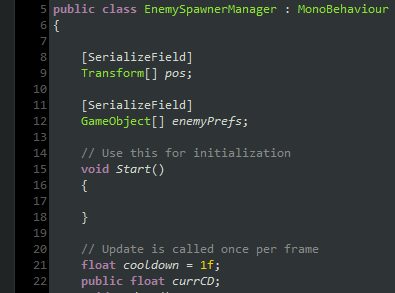 5 public class EnemySpawnerManager : MonoBehaviour
6 {
7
8 [SerializeField]
9 Transform[] pos;
10
11 [SerializeField]
12 GameObject[] enemyPrefs;
13
14 // Use this for initialization
15 void Start()
16 {
17
18 }
19
20 // Update is called once per frame
21 float cooldown = 1f;
22 public float currCD;